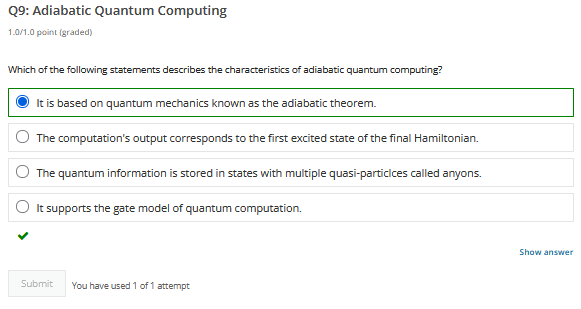 Q9: Adiabatic Quantum Computing
1.0/1.0 point (graded)
Which of the following statements describes the characteristics of adiabatic quantum computing?
It is based on quantum mechanics known as the adiabatic theorem.
The computation's output corresponds to the first excited state of the final Hamiltonian.
The quantum information is stored in states with multiple quasi-particlces called anyons.
It supports the gate model of quantum computation.
Show answer
Submit
You have used 1 of 1 attempt